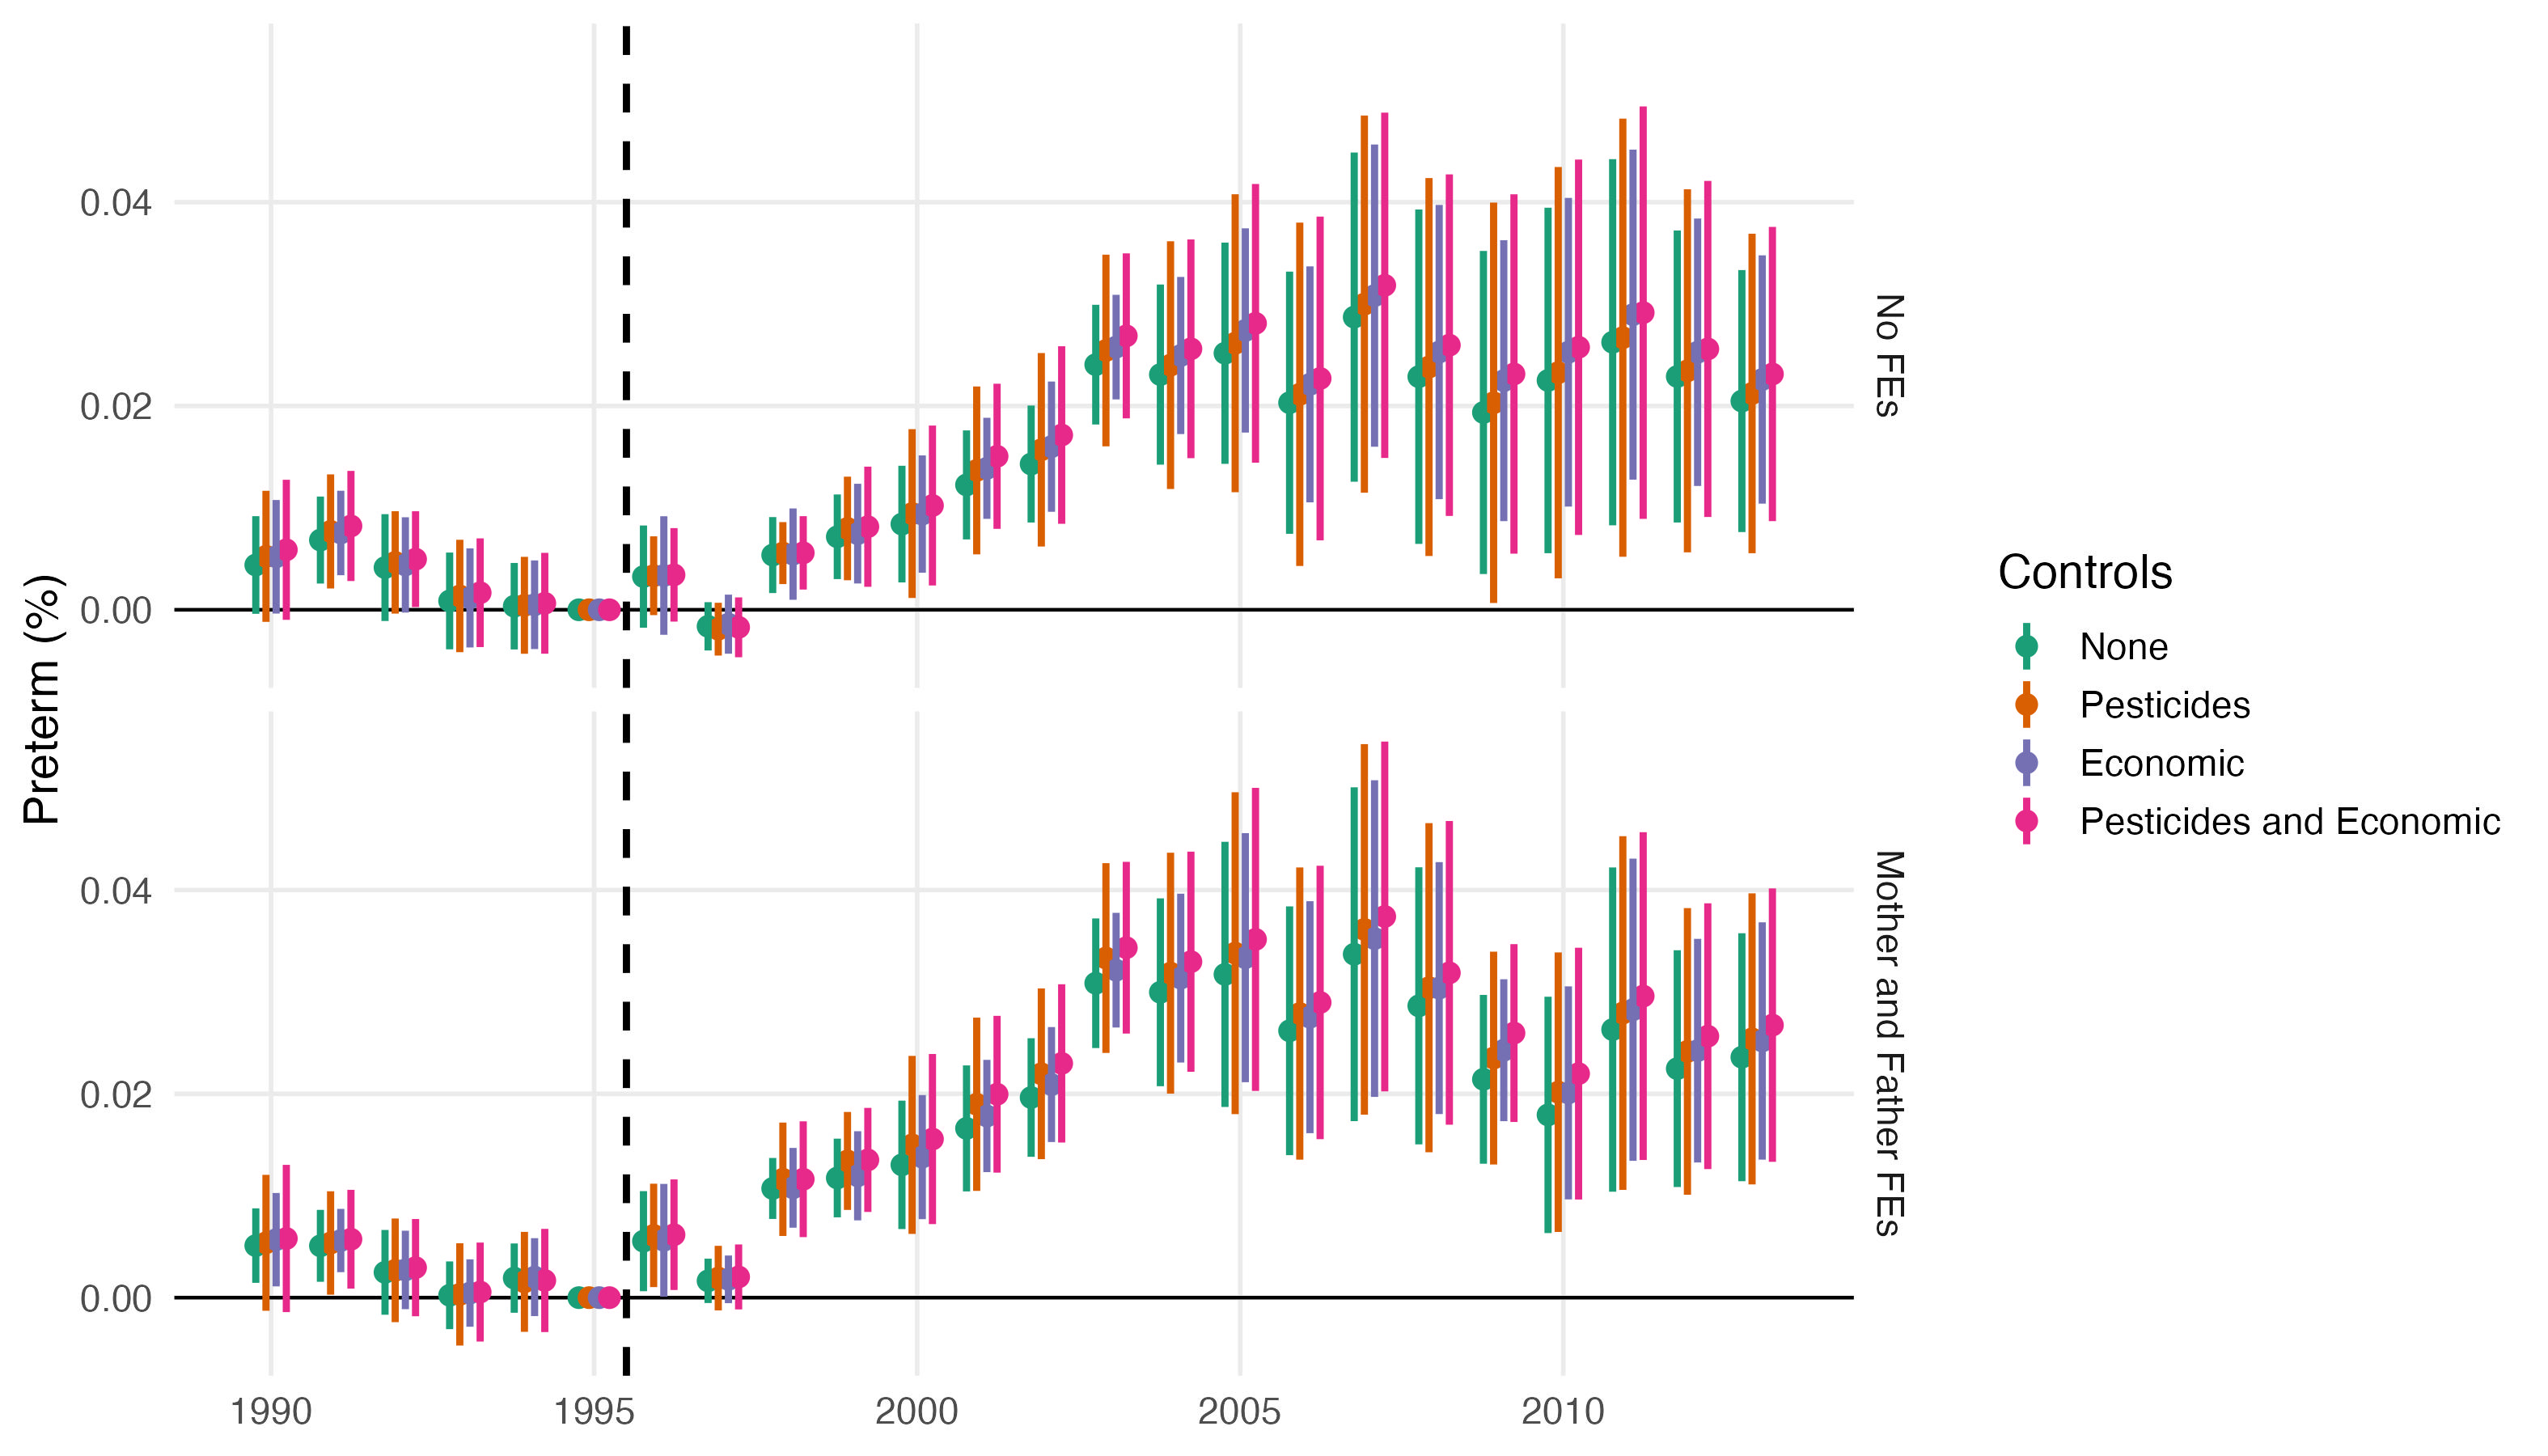 Preterm (%)
0.04
0.02
0.00
No FEs
0.04
0.02
0.00
Mother and Father FEs
1990
1995
2000
2005
2010
Controls
None
Pesticides
Economic
Pesticides and Economic